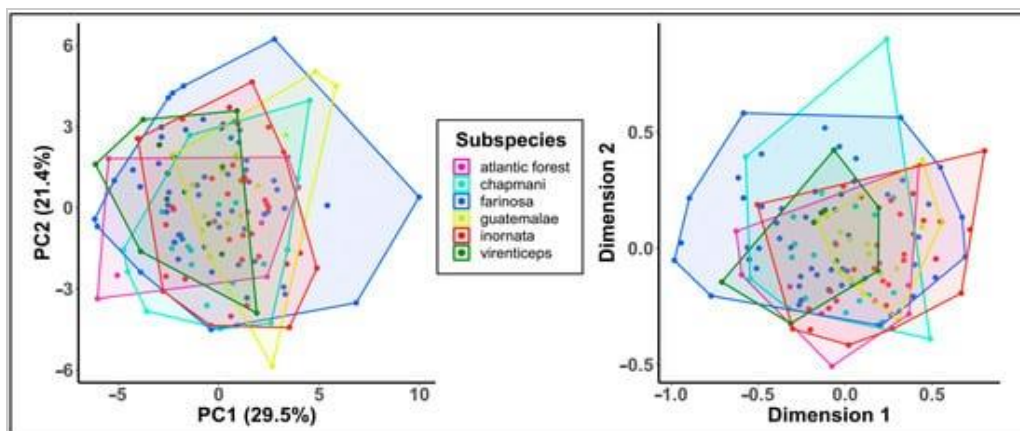 6
3
0
−3
−6
PC2 (21.4%)
−5
0
5
10
PC1 (29.5%)
Subspecies
atlantic forest
chapmani
farinosa
guatemalae
inornata
virenticeps
0.5
0.0
−0.5
Dimension 2
−1.0
−0.5
0.0
0.5
Dimension 1